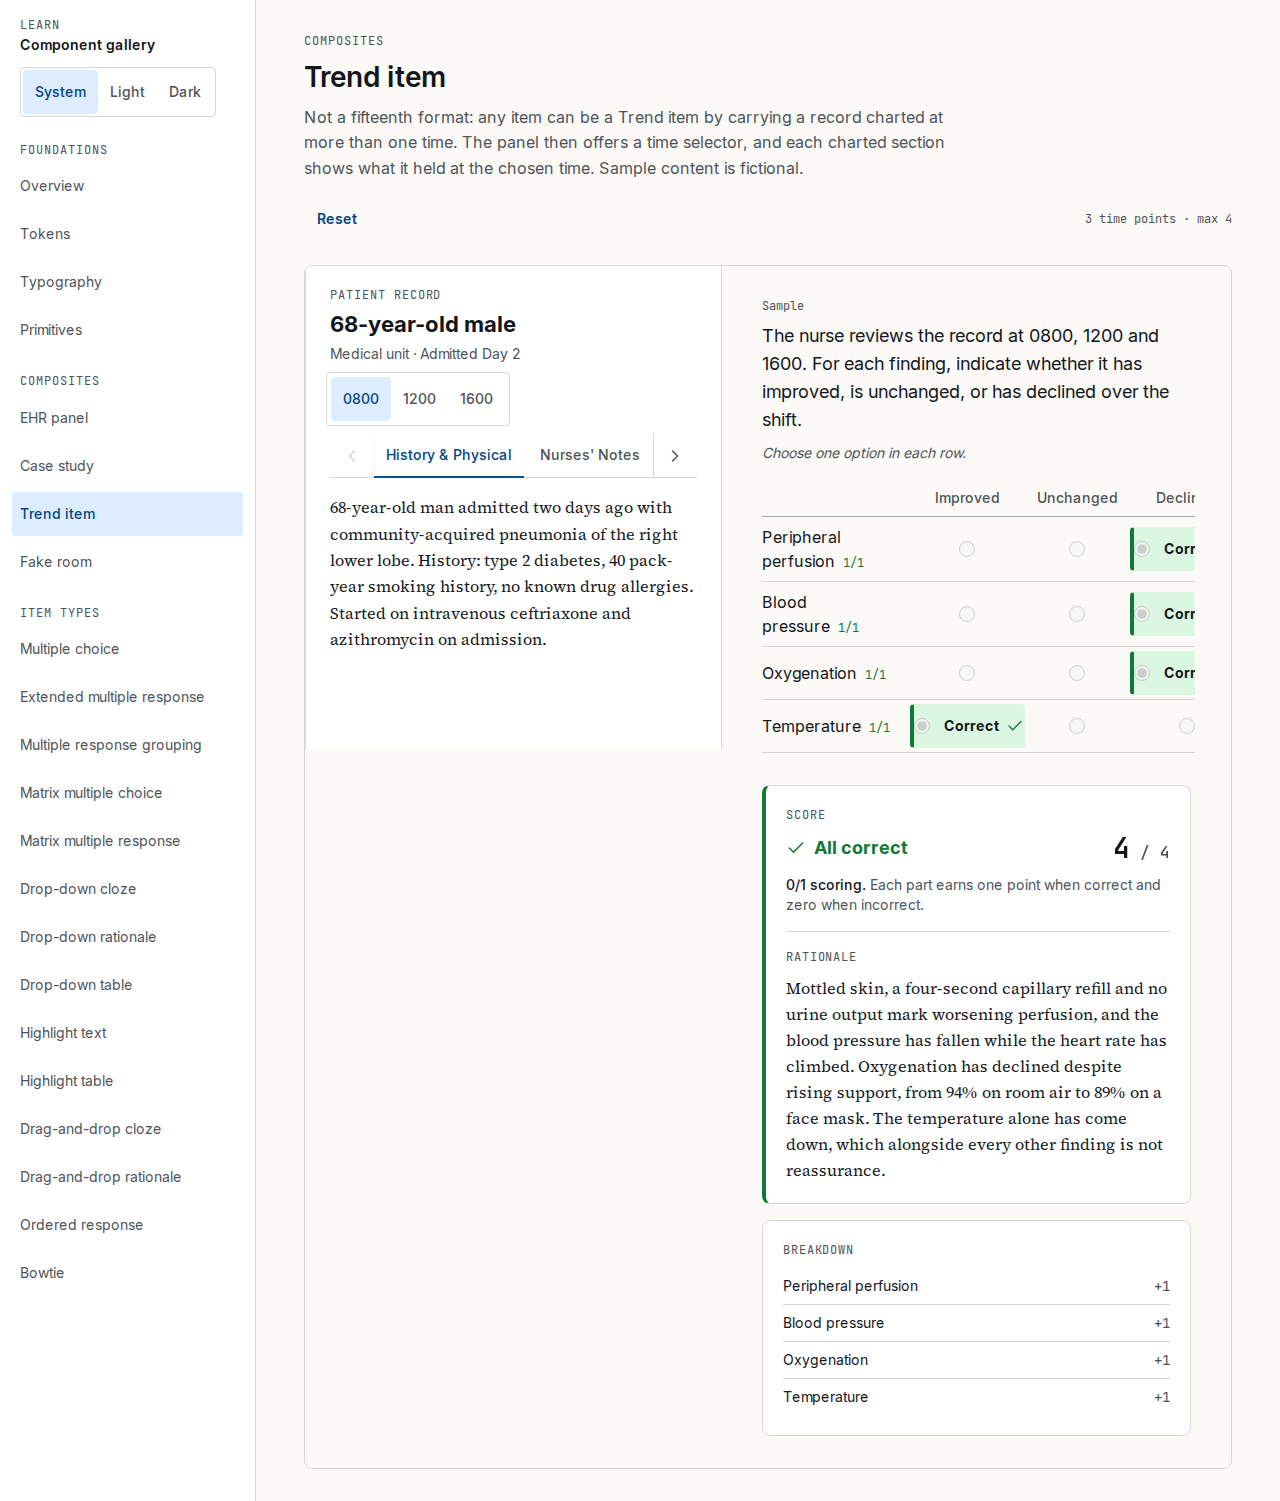 LEARN
Component gallery
System Light Dark
FOUNDATIONS
Overview
Tokens
Typography
Primitives
COMPOSITES
EHR panel
Case study
Trend item
Fake room
ITEM TYPES
Multiple choice
Extended multiple response
Multiple response grouping
Matrix multiple choice
Matrix multiple response
Drop-down cloze
Drop-down rationale
Drop-down table
Highlight text
Highlight table
Drag-and-drop cloze
Drag-and-drop rationale
Ordered response
Bowtie
COMPOSITES
Trend item
Not a fifteenth format: any item can be a Trend item by carrying a record charted at
more than one time. The panel then offers a time selector, and each charted section
shows what it held at the chosen time. Sample content is fictional.
Reset
3 time points · max 4
PATIENT RECORD
68-year-old male
Medical unit · Admitted Day 2
0800 1200 1600
History & Physical Nurses' Notes
68-year-old man admitted two days ago with
community-acquired pneumonia of the right
lower lobe. History: type 2 diabetes, 40 pack-
year smoking history, no known drug allergies.
Started on intravenous ceftriaxone and
azithromycin on admission.
Sample
The nurse reviews the record at 0800, 1200 and
1600. For each finding, indicate whether it has
improved, is unchanged, or has declined over the
shift.
Choose one option in each row.
Improved Unchanged Declin
Peripheral
perfusion 1/1 Corr
Blood
pressure 1/1 Corr
Oxygenation 1/1 Corr
Temperature 1/1 Correct
SCORE
All correct 4 / 4
0/1 scoring. Each part earns one point when correct and
zero when incorrect.
RATIONALE
Mottled skin, a four-second capillary refill and no
urine output mark worsening perfusion, and the
blood pressure has fallen while the heart rate has
climbed. Oxygenation has declined despite
rising support, from 94% on room air to 89% on a
face mask. The temperature alone has come
down, which alongside every other finding is not
reassurance.
BREAKDOWN
Peripheral perfusion +1
Blood pressure +1
Oxygenation +1
Temperature +1